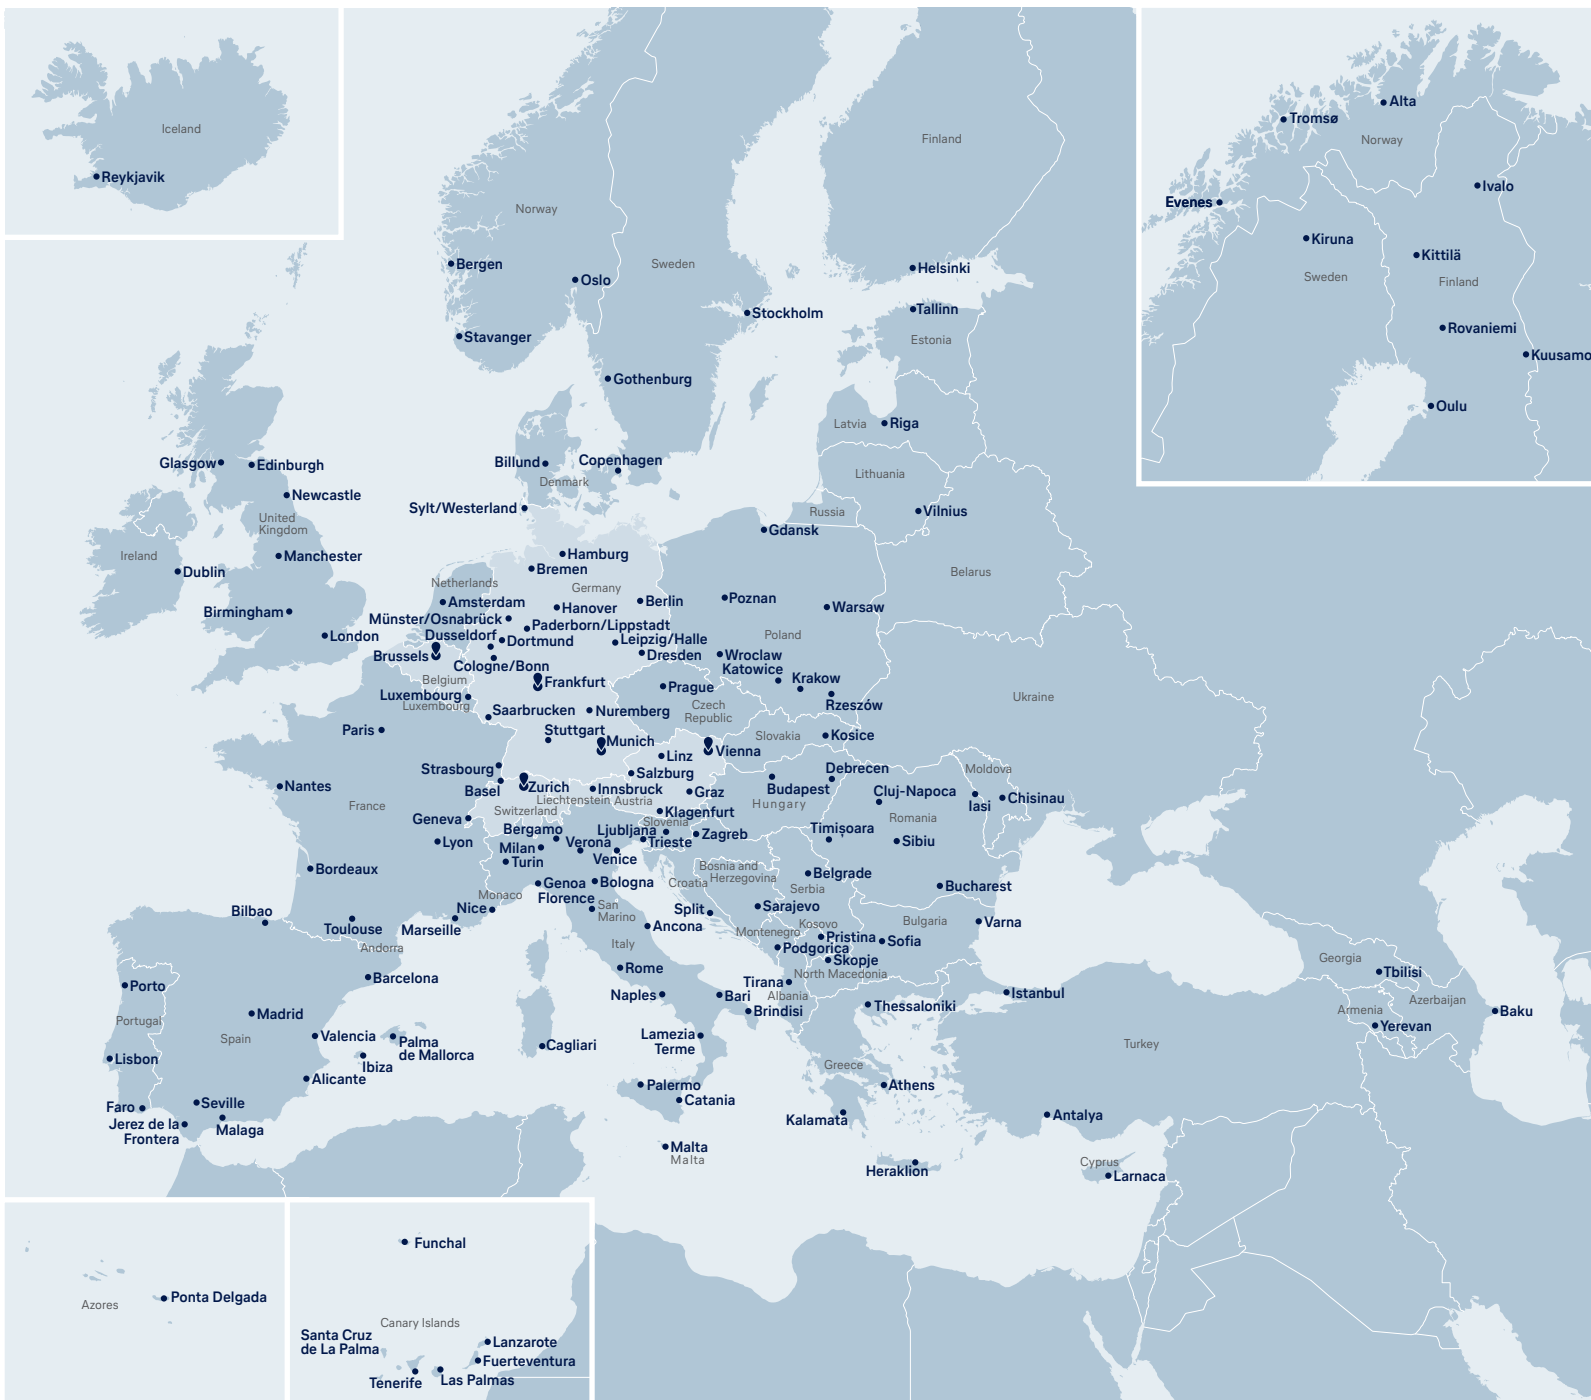 Iceland
Reykjavik
Alta
Tromsø
Norway
Ivalo
Evenes
Kiruna
Kittilä
Sweden
Finland
Rovaniemi
Kuusamo
Oulu
Finland
Norway
Sweden
Bergen
Oslo
Helsinki
Stavanger
Stockholm
Tallinn
Estonia
Gothenburg
Latvia
Riga
Lithuania
Glasgow
Edinburgh
Billund
Copenhagen
Denmark
Newcastle
Sylt/Westerland
Russia
Vilnius
United
Kingdom
Gdansk
Ireland
Manchester
Dublin
Hamburg
Bremen
Belarus
Netherlands
Germany
Birmingham
Amsterdam
Hanover
Berlin
Poznan
Warsaw
Münster/Osnabrück
Paderborn/Lippstadt
London
Dusseldorf
Dortmund
Leipzig/Halle
Poland
Brussels
Dresden
Wroclaw
Cologne/Bonn
Katowice
Belgium
Frankfurt
Krakow
Prague
Luxembourg
Luxembourg
Ukraine
Rzeszów
Saarbrucken
Nuremberg
Czech
Republic
Paris
Stuttgart
Munich
Slovakia
Kosice
Vienna
Linz
Strasbourg
Salzburg
Debrecen
Moldova
Nantes
Basel
Zurich
Innsbruck
Graz
Budapest
Cluj-Napoca
Iasi
Chisinau
France
Liechtenstein
Austria
Hungary
Switzerland
Klagenfurt
Geneva
Slovenia
Romania
Bergamo
Ljubljana
Zagreb
Timișoara
Lyon
Milan
Verona
Trieste
Sibiu
Turin
Venice
Bordeaux
Bosnia and
Herzegovina
Belgrade
Genoa
Bologna
Croatia
Serbia
Bucharest
Monaco
Florence
Bilbao
Nice
San
Marino
Split
Sarajevo
Toulouse
Marseille
Ancona
Montenegro
Kosovo
Bulgaria
Varna
Pristina
Sofia
Andorra
Italy
Podgorica
Skopje
Georgia
Barcelona
Rome
North Macedonia
Tbilisi
Porto
Tirana
Naples
Bari
Albania
Istanbul
Azerbaijan
Madrid
Brindisi
Thessaloniki
Armenia
Baku
Portugal
Yerevan
Spain
Valencia
Palma
de Mallorca
Lamezia
Terme
Cagliari
Turkey
Lisbon
Ibiza
Greece
Alicante
Palermo
Athens
Faro
Seville
Catania
Jerez de la
Frontera
Malaga
Kalamata
Antalya
Malta
Malta
Heraklion
Cyprus
Larnaca
Funchal
Azores
Ponta Delgada
Canary Islands
Santa Cruz
de La Palma
Lanzarote
Fuerteventura
Tenerife
Las Palmas